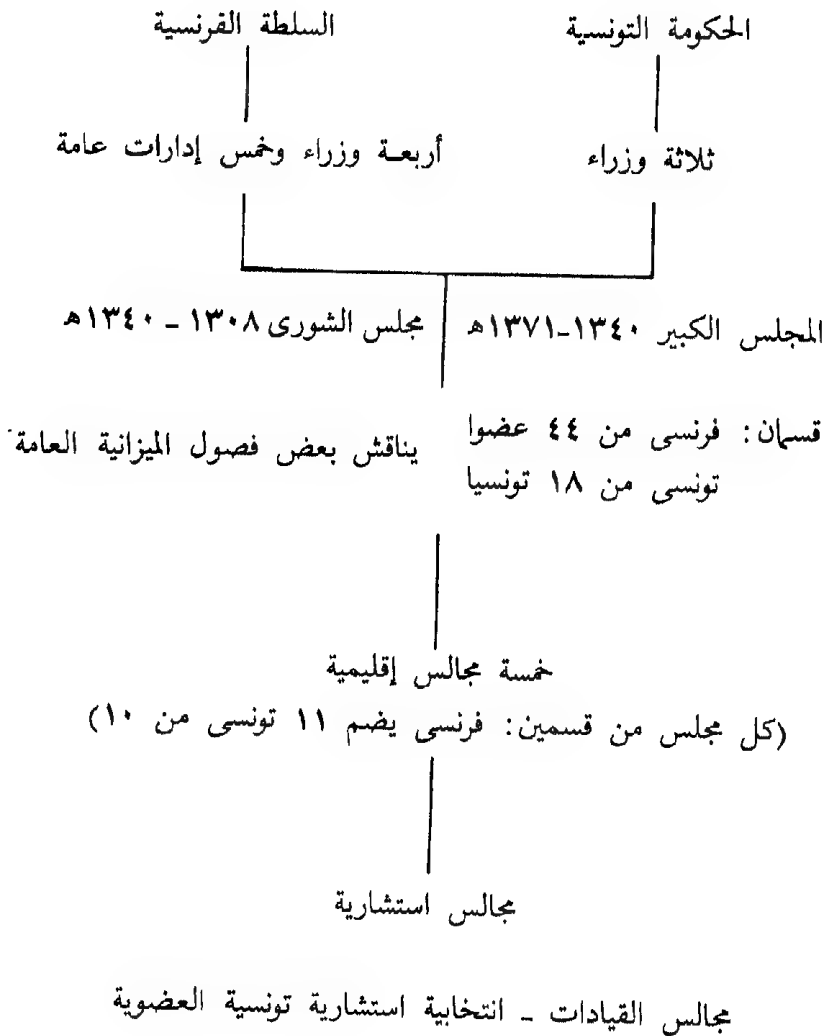 الحكومة التونسية السلطة الفرنسية
ثلاثة وزراء أربعة وزراء وخمس إدارات عامة
المجلس الكبير ١٣٤٠-١٣٧١هـ مجلس الشورى ١٣٠٨ - ١٣٤٠هـ
قسمان: فرنسى من ٤٤ عضوا يناقش بعض فصول الميزانية العامة
تونسى من ١٨ تونسيا
خمسة مجالس إقليمية
(كل مجلس من قسمين: فرنسى يضم ١١ تونسى من ١٠)
مجالس استشارية
مجالس القيادات - انتخابية استشارية تونسية العضوية